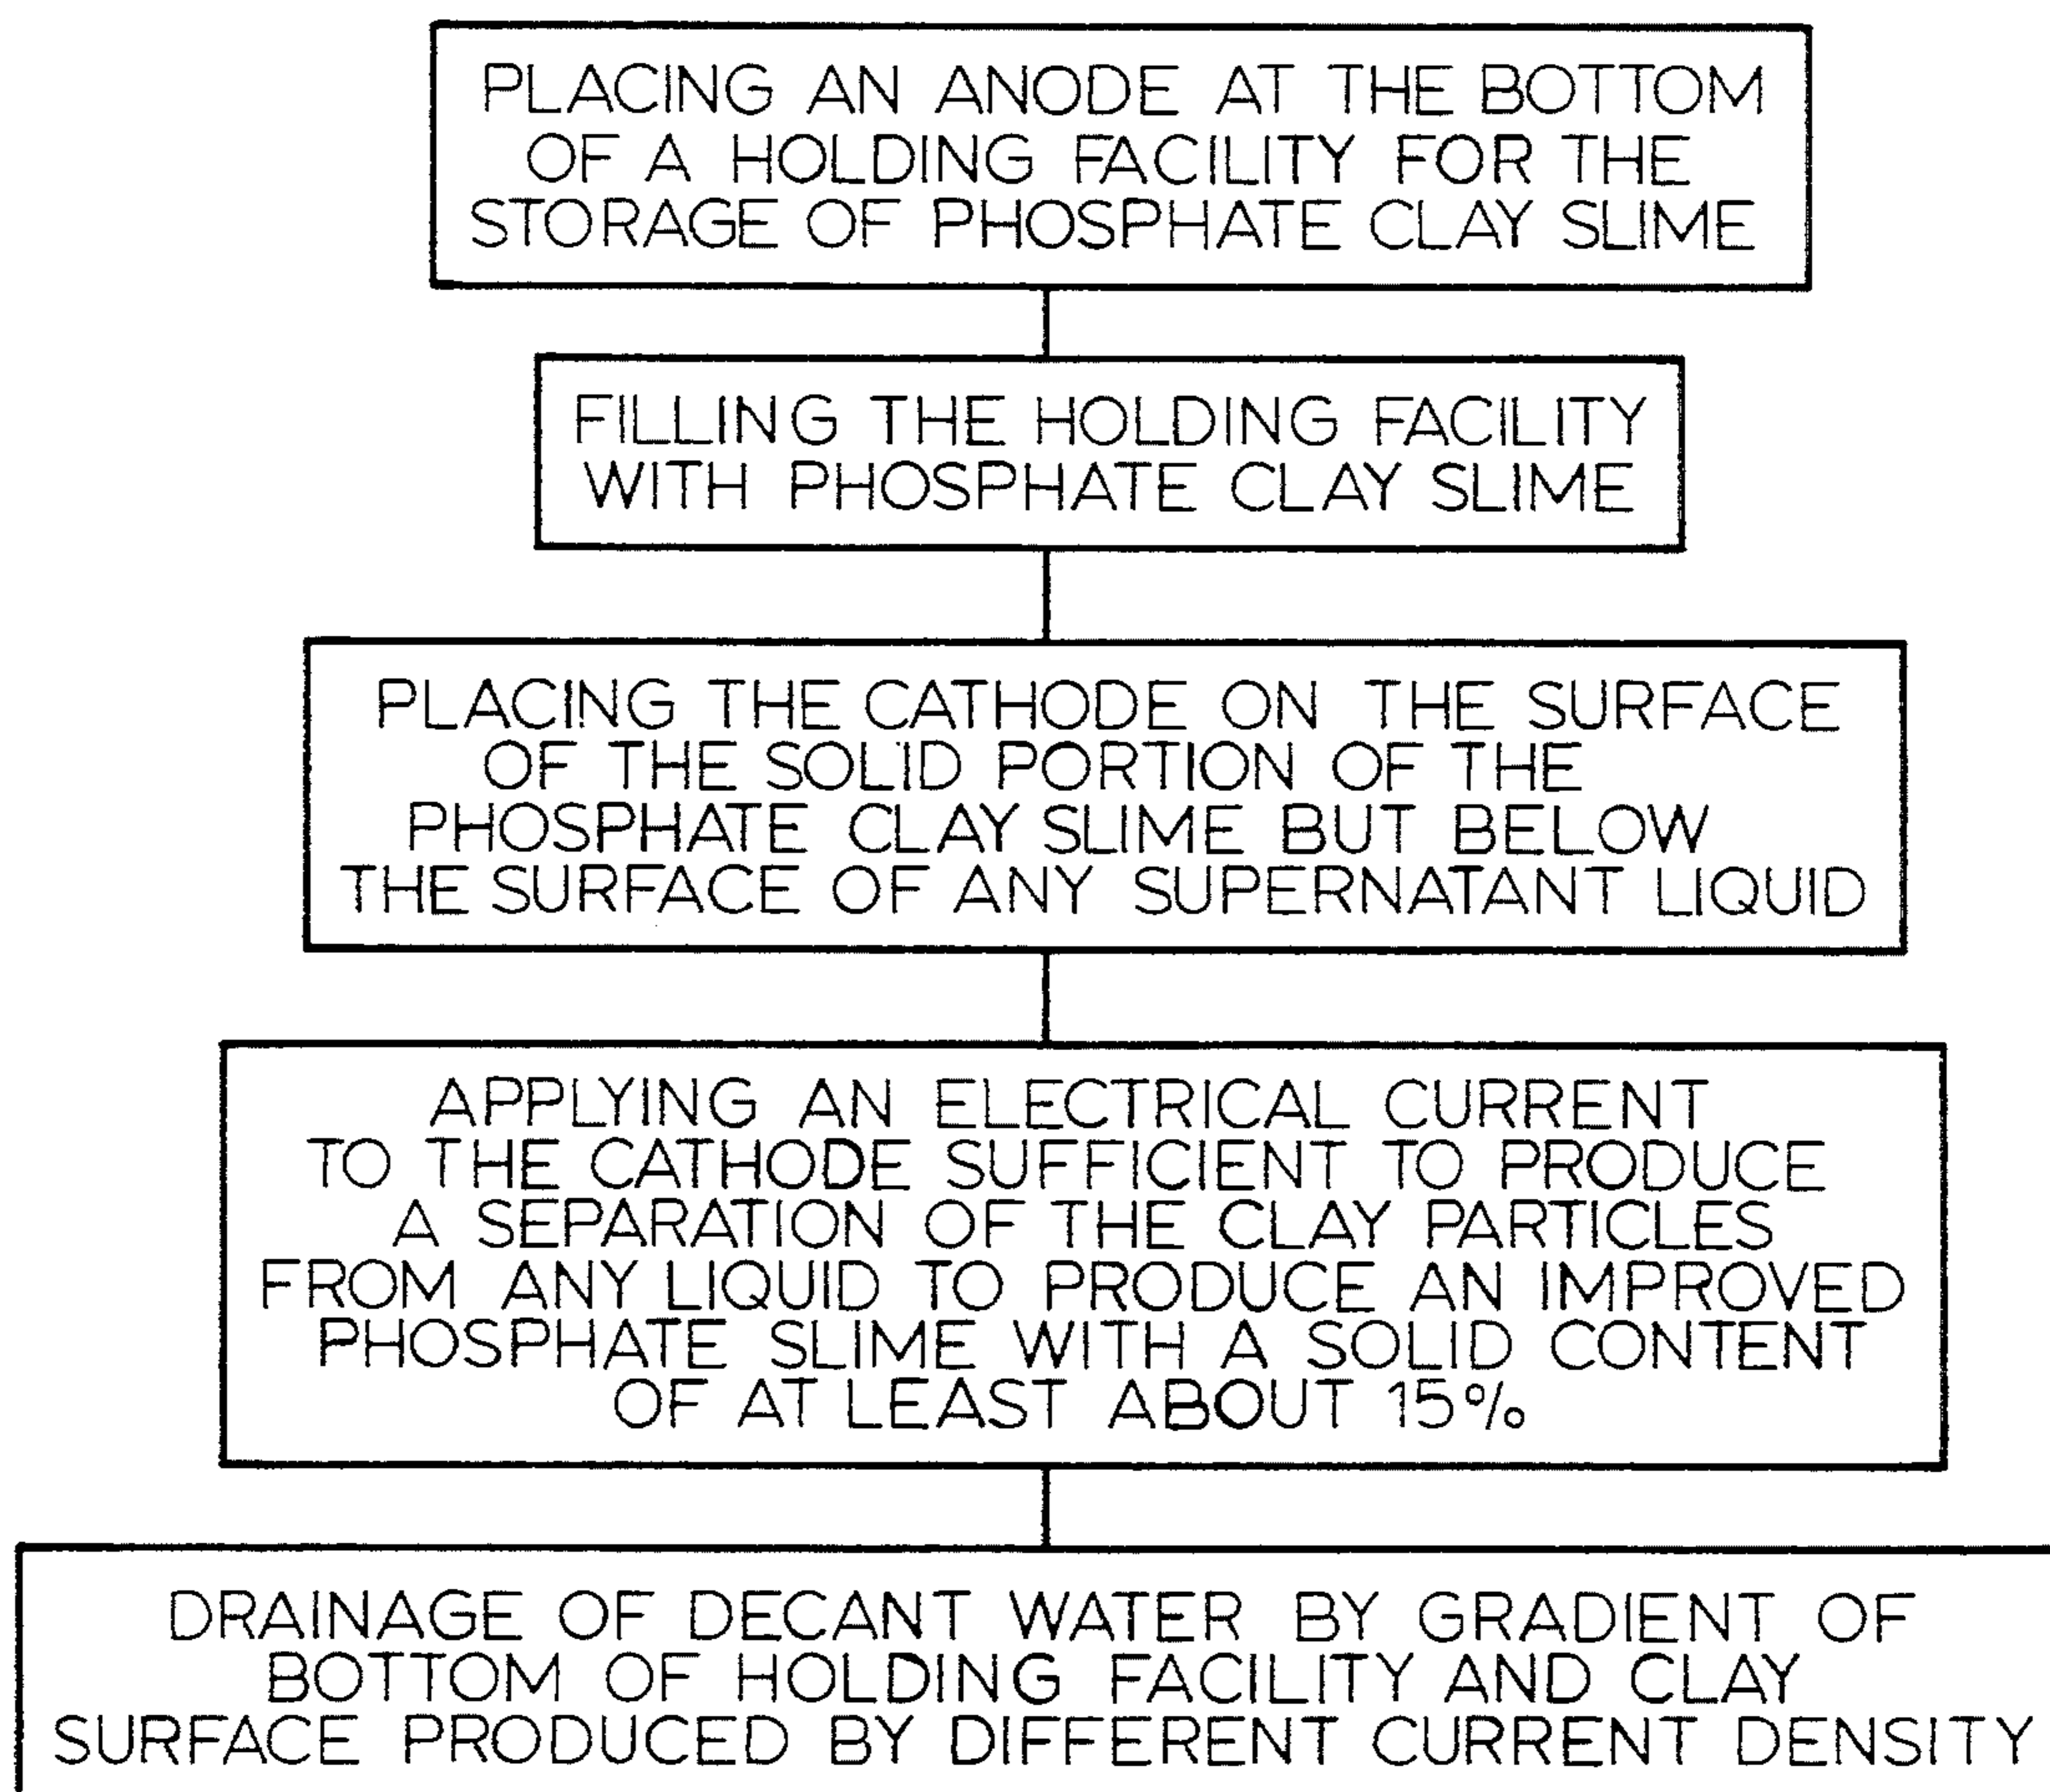 PLACING AN ANODE AT THE BOTTOM
OF A HOLDING FACILITY FOR THE
STORAGE OF PHOSPHATE CLAY SLIME
FILLING THE HOLDING FACILITY
WITH PHOSPHATE CLAY SLIME
PLACING THE CATHODE ON THE SURFACE
OF THE SOLID PORTION OF THE
PHOSPHATE CLAY SLIME BUT BELOW
THE SURFACE OF ANY SUPERNATANT LIQUID
APPLYING AN ELECTRICAL CURRENT
TO THE CATHODE SUFFICIENT TO PRODUCE
A SEPARATION OF THE CLAY PARTICLES
FROM ANY LIQUID TO PRODUCE AN IMPROVED
PHOSPHATE SLIME WITH A SOLID CONTENT
OF AT LEAST ABOUT 15%
DRAINAGE OF DECANT WATER BY GRADIENT OF
BOTTOM OF HOLDING FACILITY AND CLAY
SURFACE PRODUCED BY DIFFERENT CURRENT DENSITY